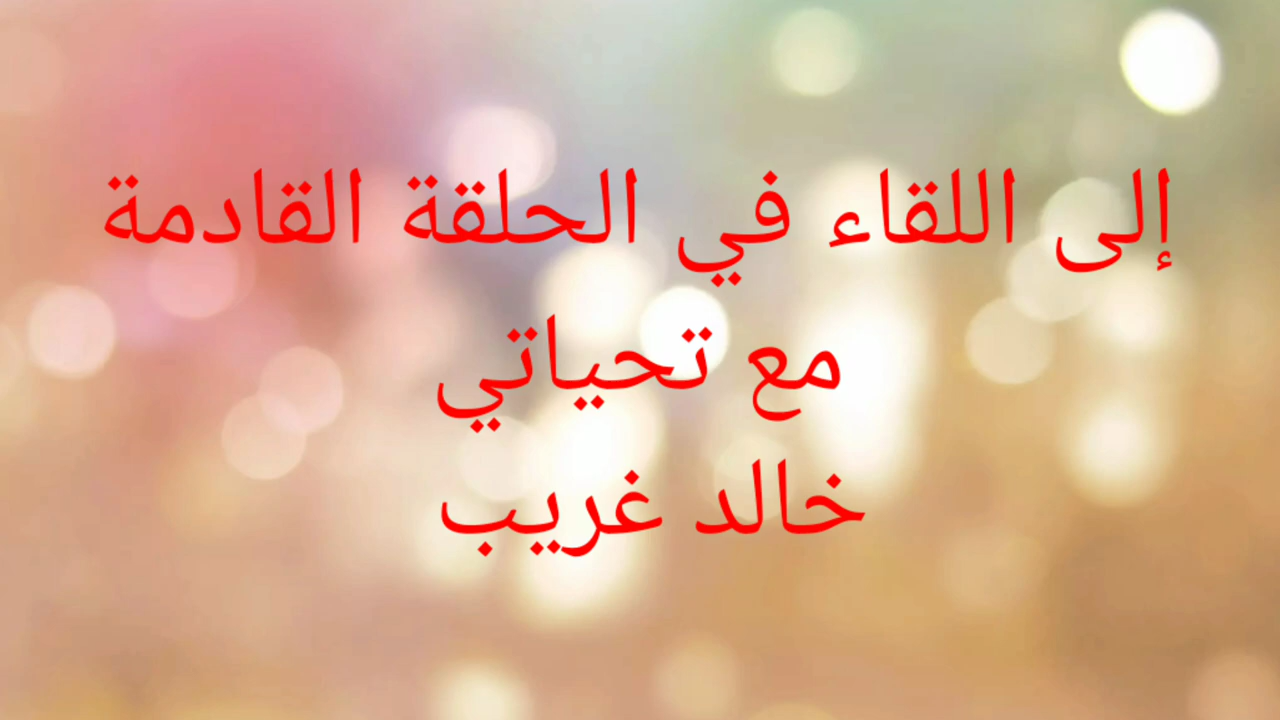 إلى اللقاء في الحلقة القادمة
مع تحياتي
خالد غريب